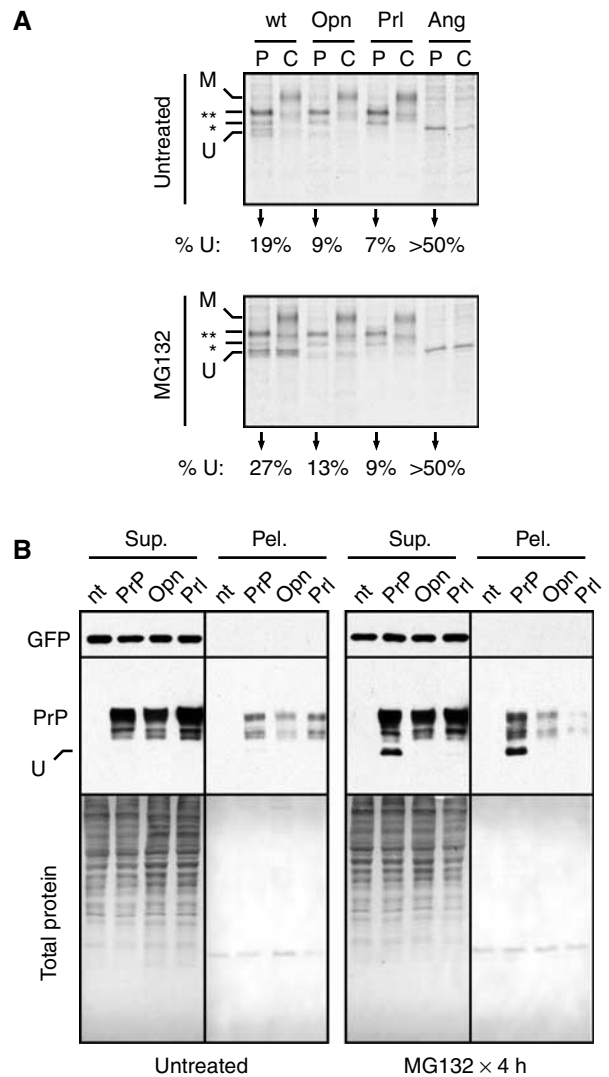 A
wt Opn Prl Ang
P C P C P C P C
Untreated
M
**
*
U
% U: 19% 9% 7% >50%
MG132
M
**
*
U
% U: 27% 13% 9% >50%
B
Sup. Pel. Sup. Pel.
nt PrP Opn Prl nt PrP Opn Prl nt PrP Opn Prl nt PrP Opn Prl
GFP
PrP
U
Total protein
Untreated MG132 × 4 h